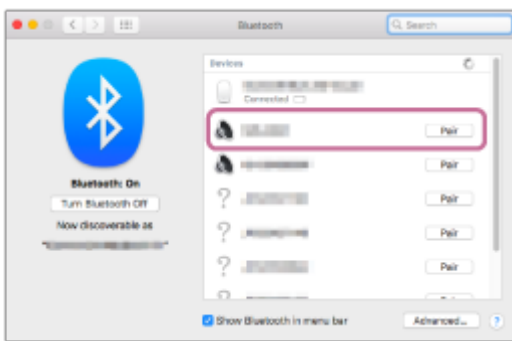 Bluetooth
Search
Devices
Connected
Pair
Pair
Bluetooth: On
Pair
Turn Bluetooth Off
Now discoverable as
Pair
Pair
Show Bluetooth in menu bar
Advanced...
?